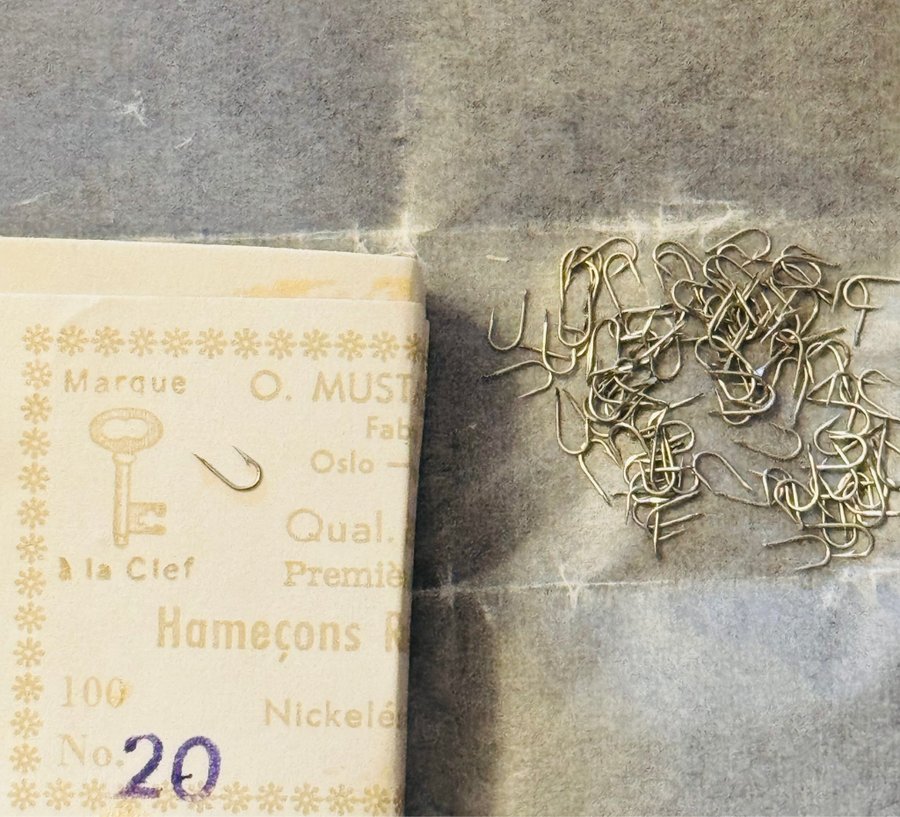 Marque
O. MUST
Fab
Oslo —
Qual.
Premiè
à la Clef
Hameçons R
100
Nickelé
No. 20